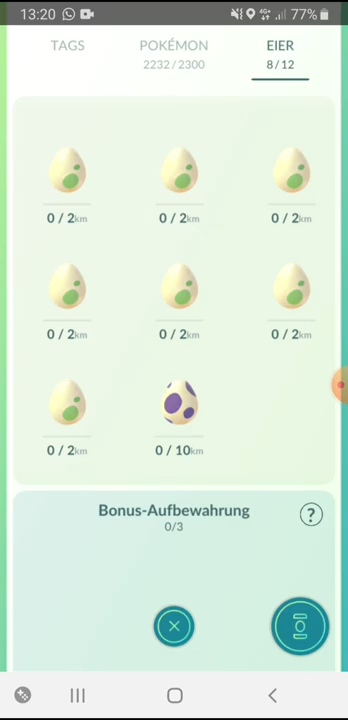 13:20 4G+ 77%
TAGS POKÉMON EIER
2232/2300 8/12
0 / 2km 0 / 2km 0 / 2km
0 / 2km 0 / 2km 0 / 2km
0 / 2km 0 / 10km
Bonus-Aufbewahrung ?
0/3